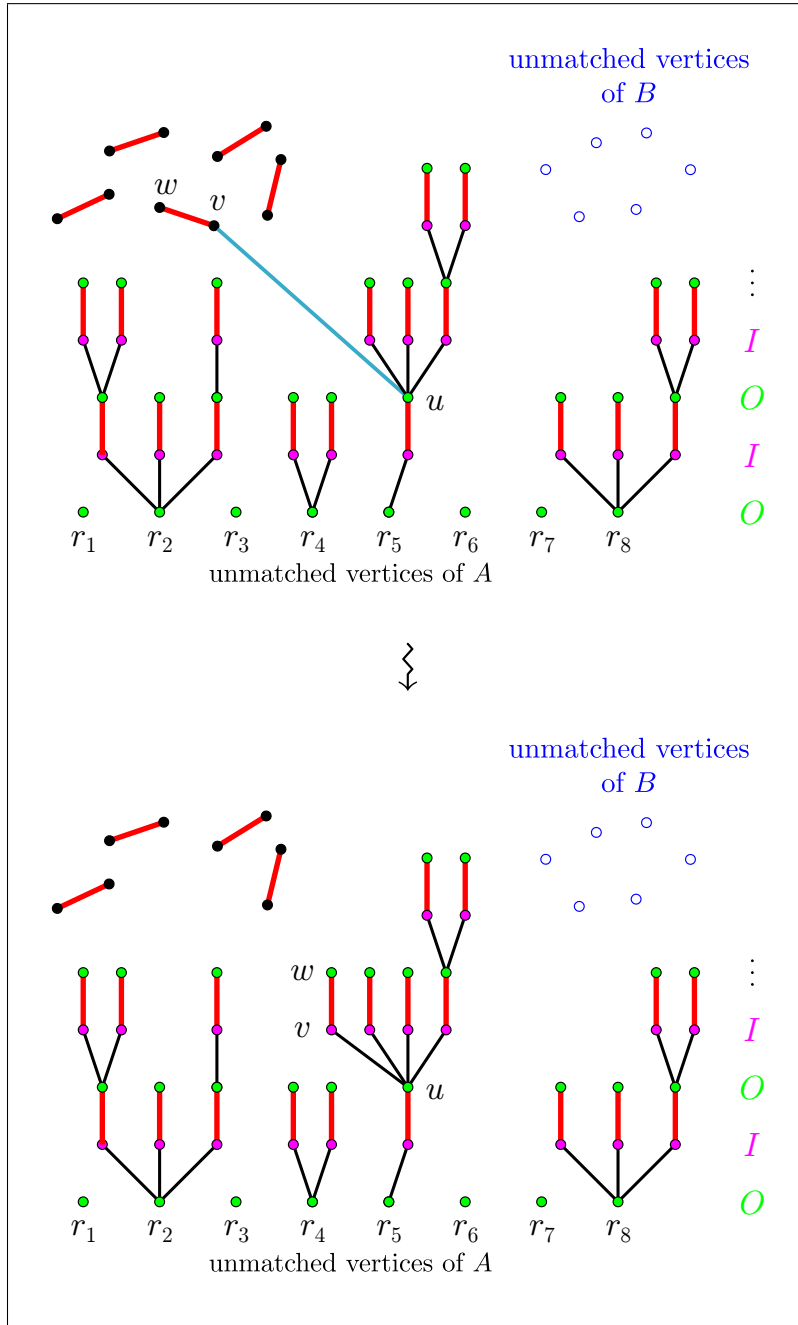 unmatched vertices
of B
w
v
⋮
I
u
O
I
O
r₁ r₂ r₃ r₄ r₅ r₆ r₇ r₈
unmatched vertices of A
unmatched vertices
of B
w
⋮
v
I
u
O
I
O
r₁ r₂ r₃ r₄ r₅ r₆ r₇ r₈
unmatched vertices of A